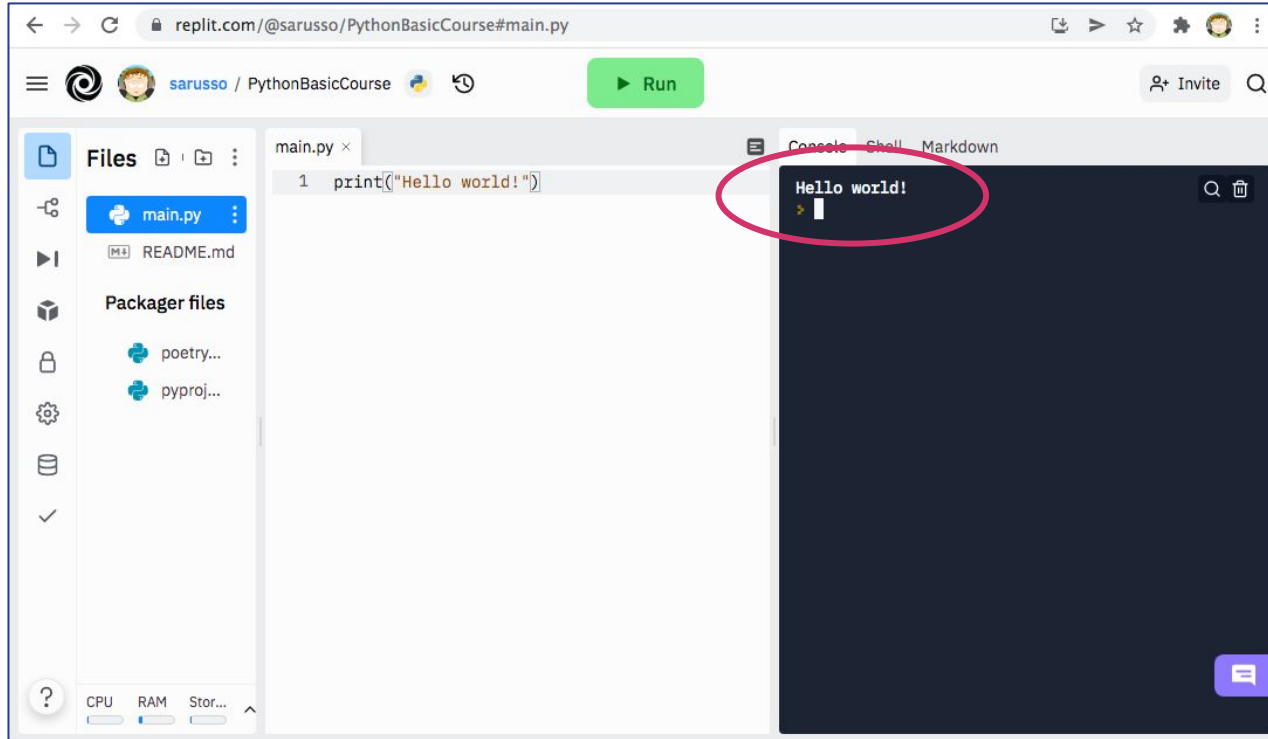 replit.com/@sarusso/PythonBasicCourse#main.py
sarusso / PythonBasicCourse
Run
Invite
Files
main.py
README.md
Packager files
poetry...
pyproj...
CPU RAM Stor...
main.py ×
1 print("Hello world!")
Console Shell Markdown
Hello world!
>